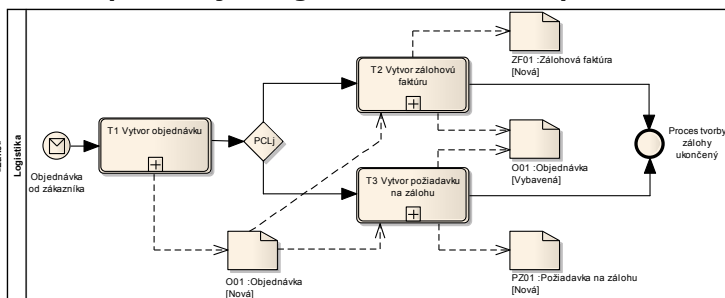 Logistika
Objednávka
od zákazníka
T1 Vytvor objednávku
PCLj
T2 Vytvor zálohovú
faktúru
T3 Vytvor požiadavku
na zálohu
O01 :Objednávka
[Nová]
ZF01 :Zálohová faktúra
[Nová]
O01 :Objednávka
[Vybavená]
PZ01 :Požiadavka na zálohu
[Nová]
Proces tvorby
zálohy
ukončený